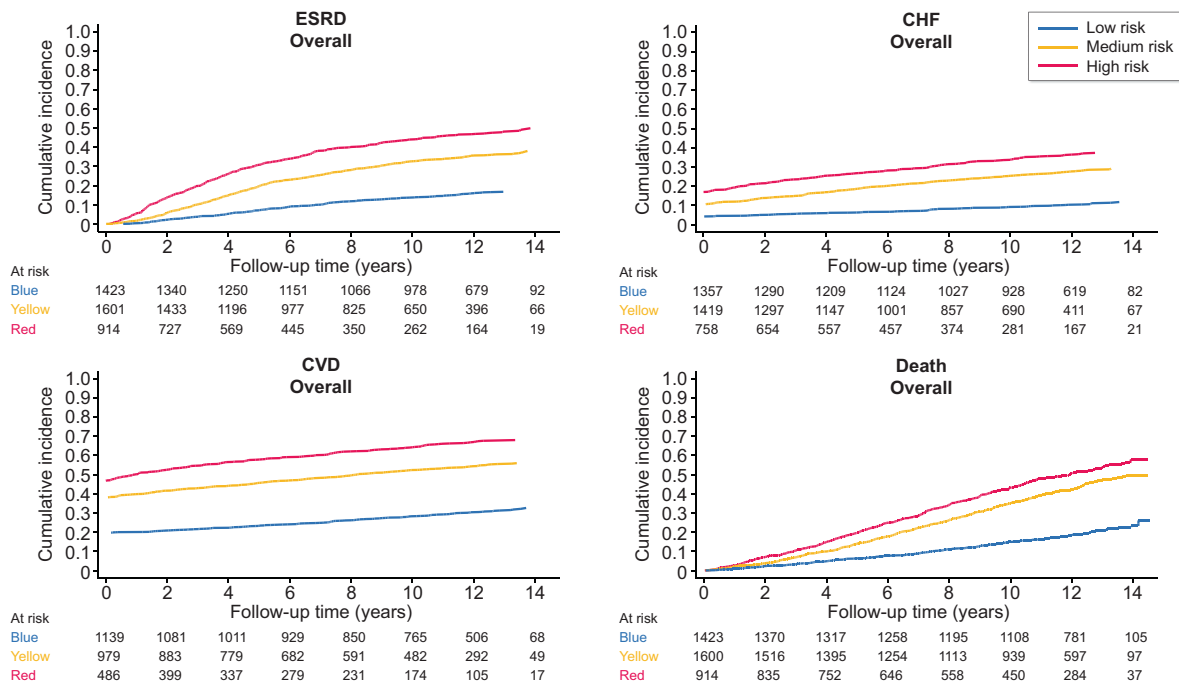 ESRD
Overall
Cumulative incidence
1.0
0.9
0.8
0.7
0.6
0.5
0.4
0.3
0.2
0.1
0
0 2 4 6 8 10 12 14
Follow-up time (years)
At risk
Blue 1423 1340 1250 1151 1066 978 679 92
Yellow 1601 1433 1196 977 825 650 396 66
Red 914 727 569 445 350 262 164 19
CHF
Overall
Low risk
Medium risk
High risk
Cumulative incidence
1.0
0.9
0.8
0.7
0.6
0.5
0.4
0.3
0.2
0.1
0
0 2 4 6 8 10 12 14
Follow-up time (years)
At risk
Blue 1357 1290 1209 1124 1027 928 619 82
Yellow 1419 1297 1147 1001 857 690 411 67
Red 758 654 557 457 374 281 167 21
CVD
Overall
Cumulative incidence
1.0
0.9
0.8
0.7
0.6
0.5
0.4
0.3
0.2
0.1
0
0 2 4 6 8 10 12 14
Follow-up time (years)
At risk
Blue 1139 1081 1011 929 850 765 506 68
Yellow 979 883 779 682 591 482 292 49
Red 486 399 337 279 231 174 105 17
Death
Overall
Cumulative incidence
1.0
0.9
0.8
0.7
0.6
0.5
0.4
0.3
0.2
0.1
0
0 2 4 6 8 10 12 14
Follow-up time (years)
At risk
Blue 1423 1370 1317 1258 1195 1108 781 105
Yellow 1600 1516 1395 1254 1113 939 597 97
Red 914 835 752 646 558 450 284 37